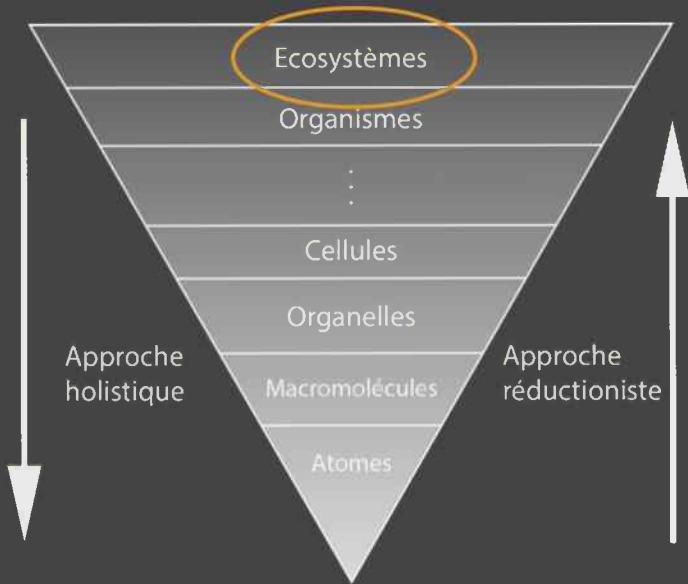 Ecosystèmes
Organismes
⋮
Cellules
Organelles
Approche
holistique
Macromolécules
Approche
réductioniste
Atomes